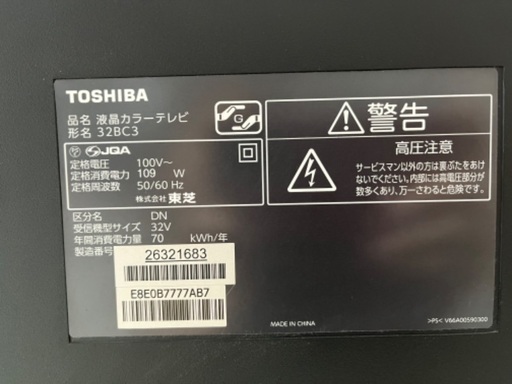 TOSHIBA
品名 液晶カラーテレビ
形名 32BC3
G
JQA
定格電圧 100V~
定格消費電力 109 W
定格周波数 50/60 Hz
株式会社 東芝
区分名 DN
受信機型サイズ 32V
年間消費電力量 70 kWh/年
製造番号
26321683
E8E0B7777AB7
警告
高圧注意
サービスマン以外の方は裏ぶたをあけ
ないでください。内部には高電圧部分が
数多くあり、万一さわると危険です。
MADE IN CHINA
>PS< V66A00590300